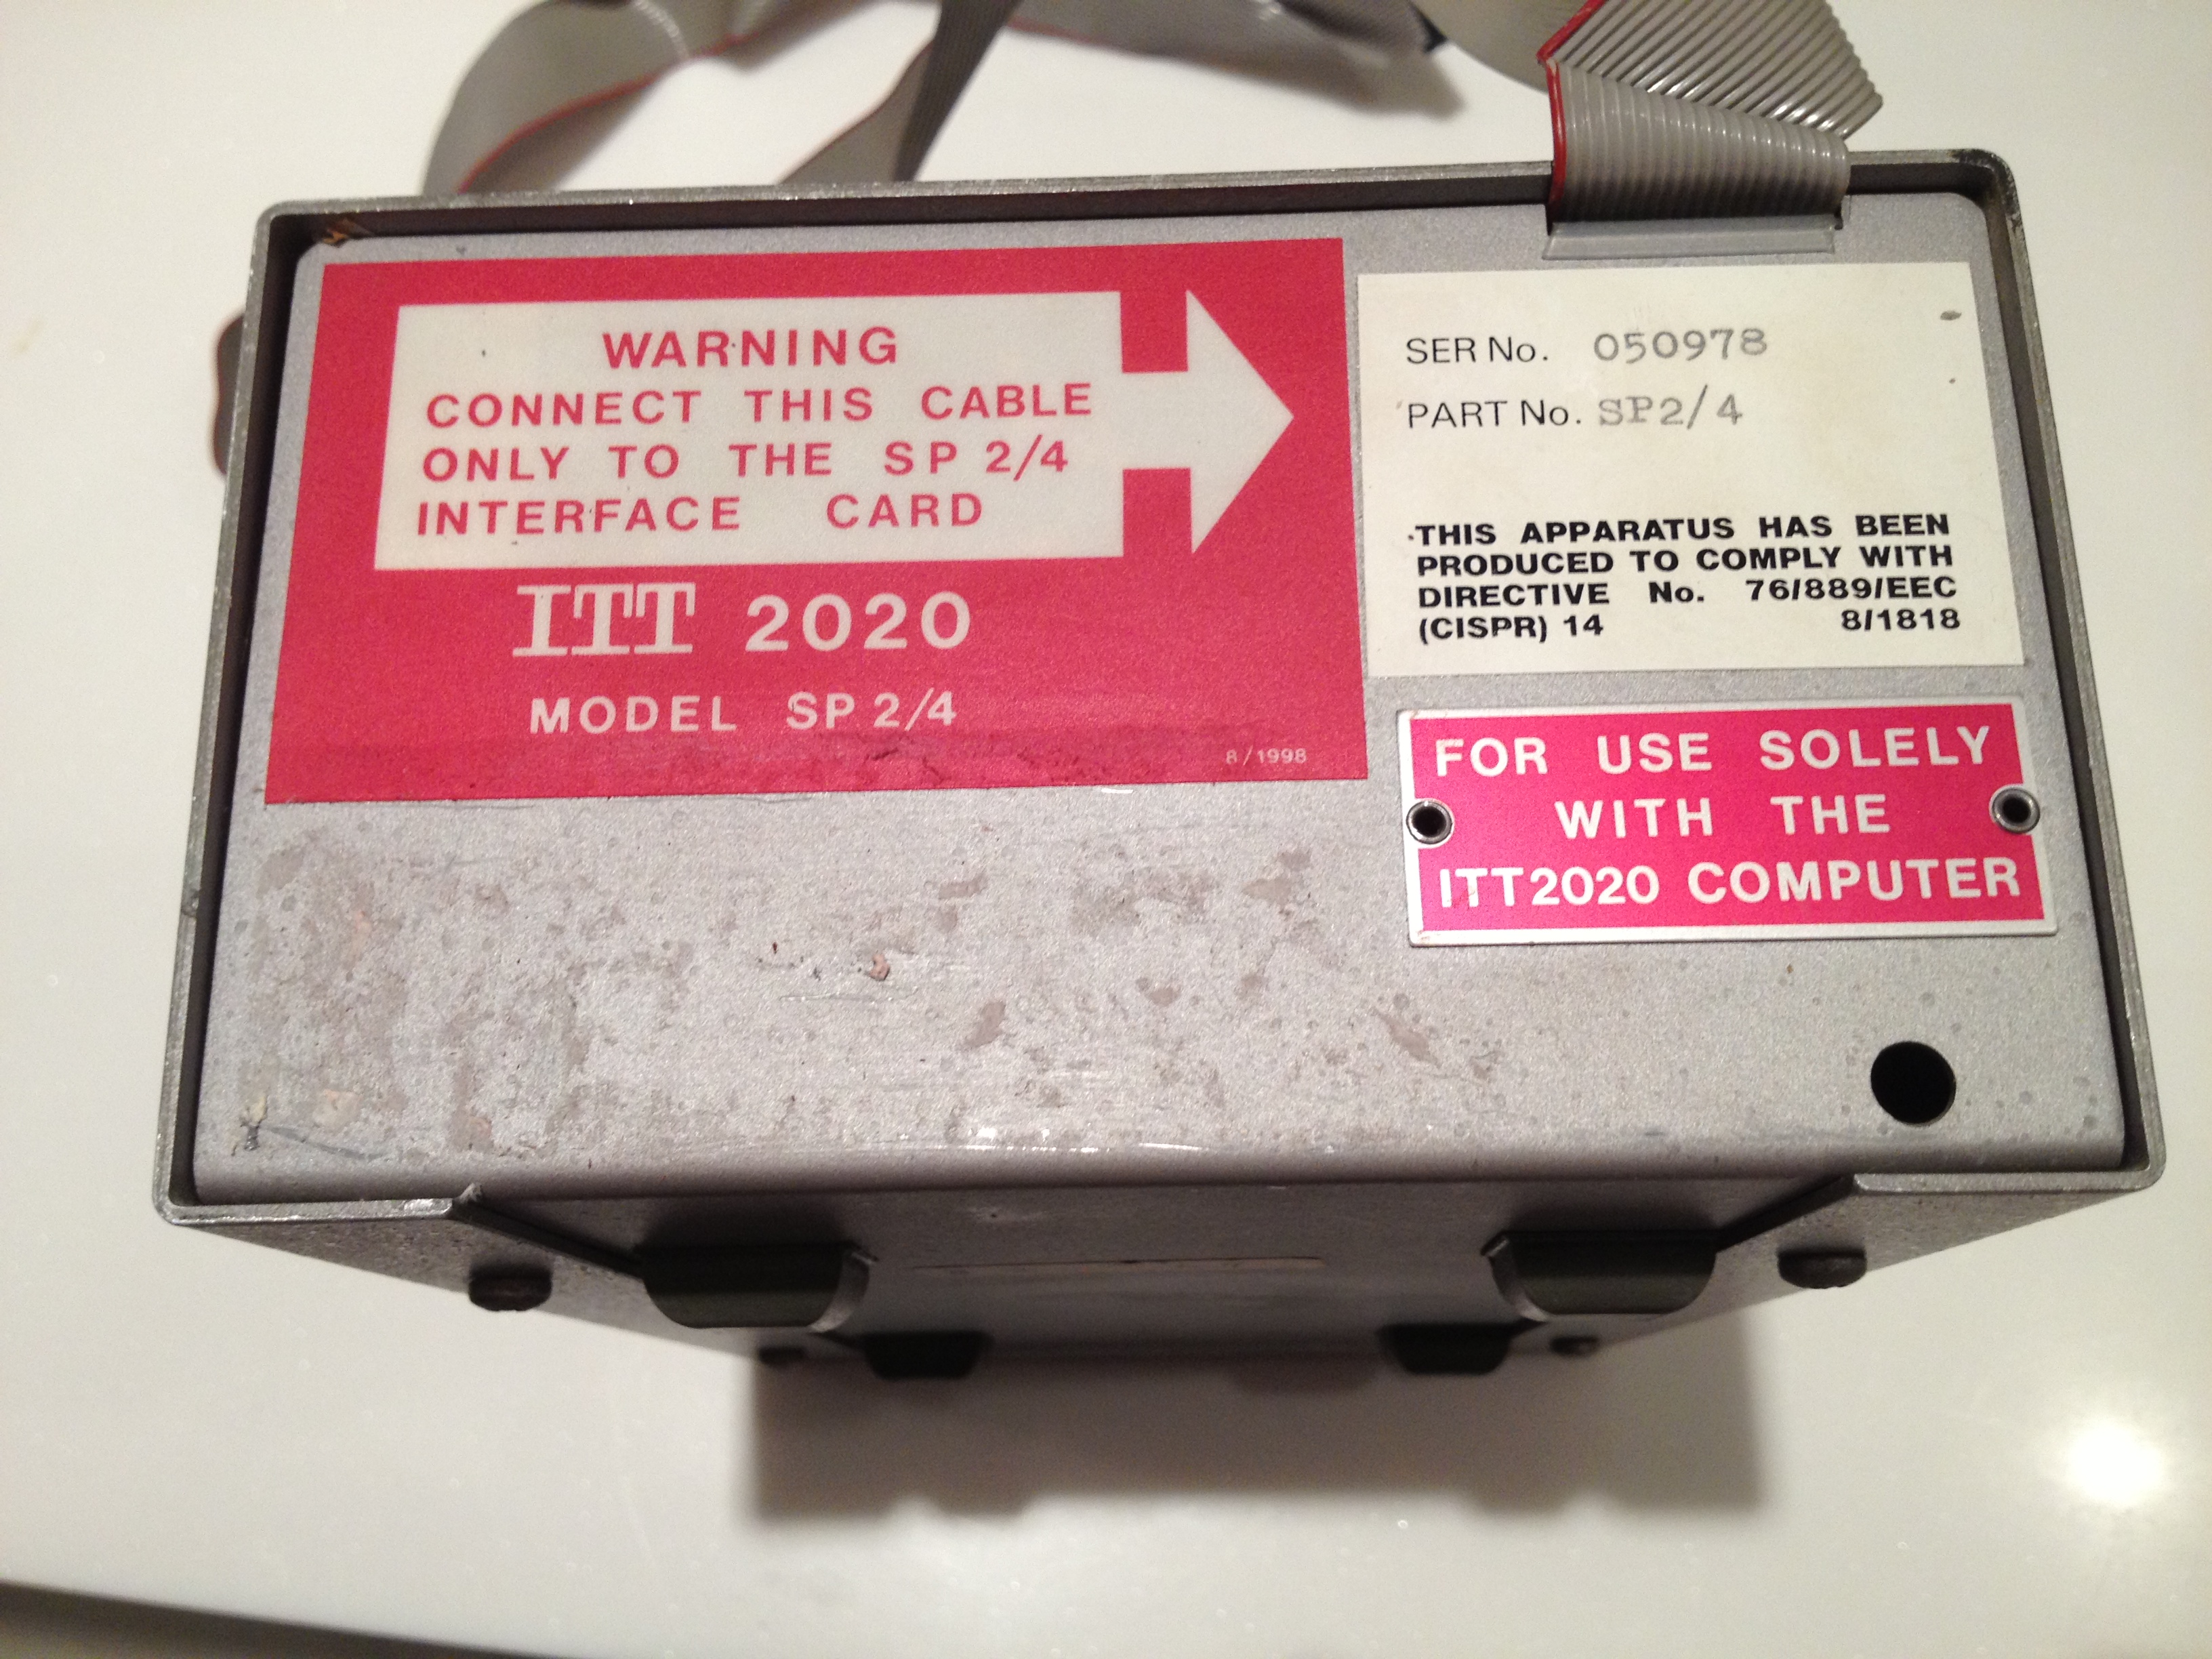 WARNING
CONNECT THIS CABLE
ONLY TO THE SP 2/4
INTERFACE CARD
ITT 2020
MODEL SP 2/4
8/1998
SER No. 050978
PART No. SP2/4
THIS APPARATUS HAS BEEN
PRODUCED TO COMPLY WITH
DIRECTIVE No. 76/889/EEC
(CISPR) 14 8/1818
FOR USE SOLELY
WITH THE
ITT2020 COMPUTER